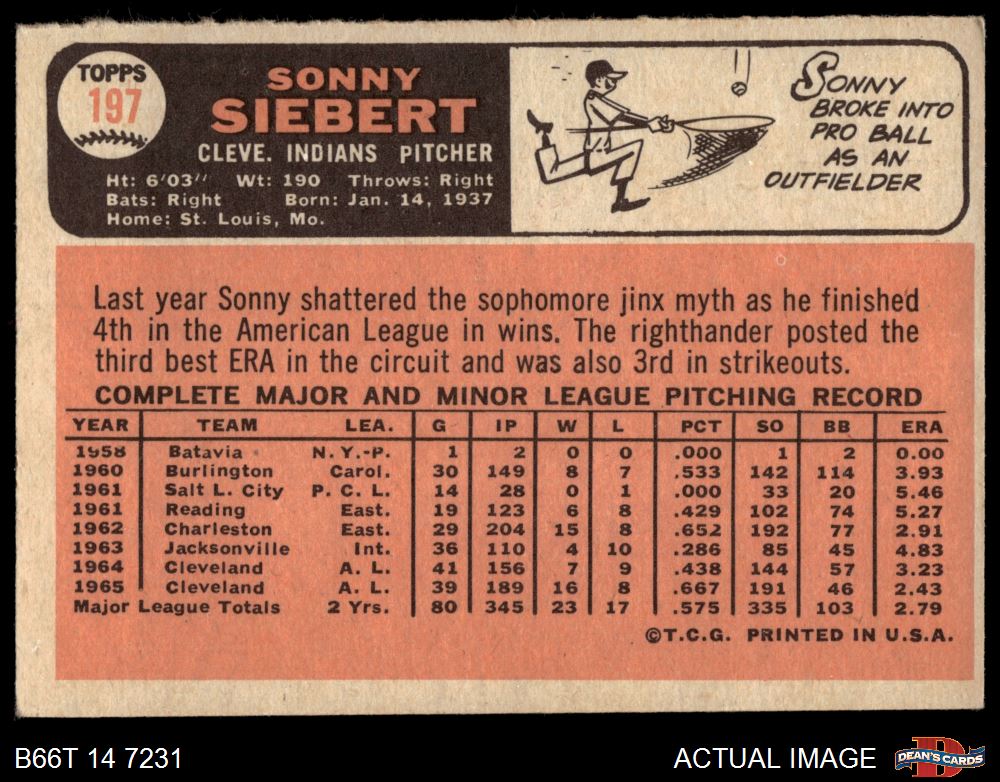 TOPPS
197
SONNY
SIEBERT
CLEVE. INDIANS PITCHER
Ht: 6'03" Wt: 190 Throws: Right
Bats: Right Born: Jan. 14, 1937
Home: St. Louis, Mo.
SONNY
BROKE INTO
PRO BALL
AS AN
OUTFIELDER
Last year Sonny shattered the sophomore jinx myth as he finished
4th in the American League in wins. The righthander posted the
third best ERA in the circuit and was also 3rd in strikeouts.
COMPLETE MAJOR AND MINOR LEAGUE PITCHING RECORD
YEAR TEAM LEA. G IP W L PCT SO BB ERA
1958 Batavia N.Y.-P. 1 2 0 0 .000 1 2 0.00
1960 Burlington Carol. 30 149 8 7 .533 142 114 3.93
1961 Salt L. City P. C. L. 14 28 0 1 .000 33 20 5.46
1961 Reading East. 19 123 6 8 .429 102 74 5.27
1962 Charleston East. 29 204 15 8 .652 192 77 2.91
1963 Jacksonville Int. 36 110 4 10 .286 85 45 4.83
1964 Cleveland A. L. 41 156 7 9 .438 144 57 3.23
1965 Cleveland A. L. 39 189 16 8 .667 191 46 2.43
Major League Totals 2 Yrs. 80 345 23 17 .575 335 103 2.79
©T.C.G. PRINTED IN U.S.A.
B66T 14 7231
ACTUAL IMAGE
D
DEAN'S CARDS